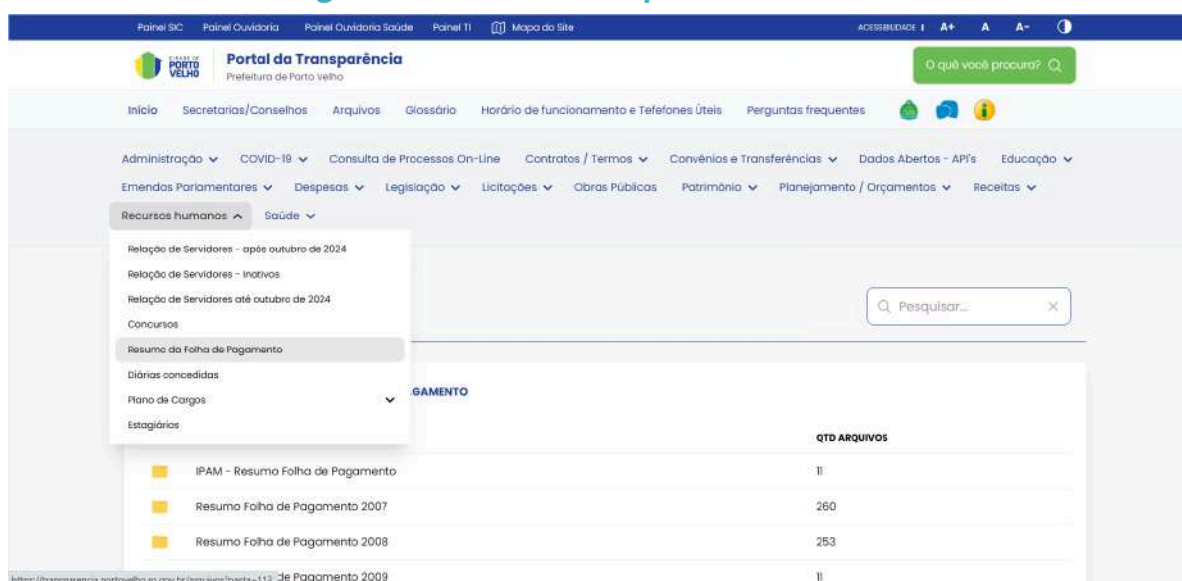 Painel SIC Painel Ouvidoria Painel Ouvidoria Saúde Painel TI Mapa do Site ACESSIBILIDADE A+ A A-
CIDADE DE PORTO VELHO
Portal da Transparência
Prefeitura de Porto Velho
O quê você procura?
Início Secretarias/Conselhos Arquivos Glossário Horário de funcionamento e Tefefones Úteis Perguntas frequentes
Administração COVID-19 Consulta de Processos On-Line Contratos / Termos Convênios e Transferências Dados Abertos - API's Educação
Emendas Parlamentares Despesas Legislação Licitações Obras Públicas Patrimônio Planejamento / Orçamentos Receitas
Recursos humanos Saúde
Relação de Servidores - após outubro de 2024
Relação de Servidores - Inativos
Relação de Servidores até outubro de 2024
Concursos
Resumo da Folha de Pagamento
Diárias concedidas
Plano de Cargos
Estagiários
Pesquisar...
GAMENTO
QTD ARQUIVOS
IPAM - Resumo Folha de Pagamento 11
Resumo Folha de Pagamento 2007 260
Resumo Folha de Pagamento 2008 253
de Pagamento 2009 11